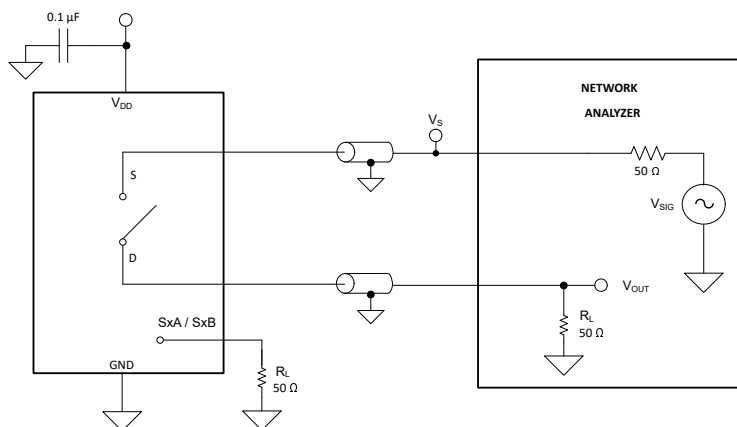 0.1 µF
V_DD
NETWORK
ANALYZER
V_S
S
50 Ω
V_SIG
D
V_OUT
SxA / SxB
R_L
50 Ω
GND
R_L
50 Ω